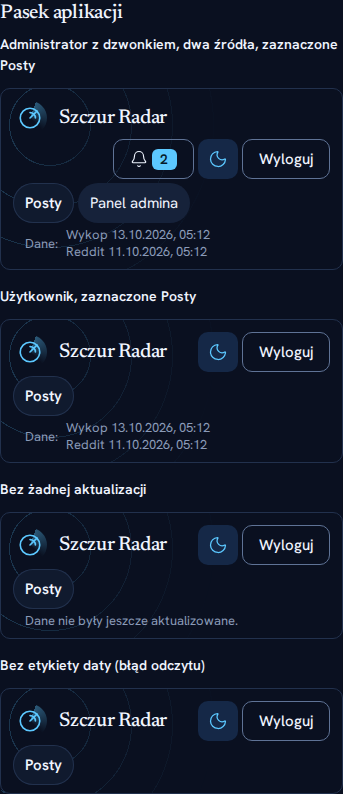 Pasek aplikacji
Administrator z dzwonkiem, dwa źródła, zaznaczone
Posty
Szczur Radar
2 Wyloguj
Posty Panel admina
Dane: Wykop 13.10.2026, 05:12
Reddit 11.10.2026, 05:12
Użytkownik, zaznaczone Posty
Szczur Radar Wyloguj
Posty
Dane: Wykop 13.10.2026, 05:12
Reddit 11.10.2026, 05:12
Bez żadnej aktualizacji
Szczur Radar Wyloguj
Posty
Dane nie były jeszcze aktualizowane.
Bez etykiety daty (błąd odczytu)
Szczur Radar Wyloguj
Posty